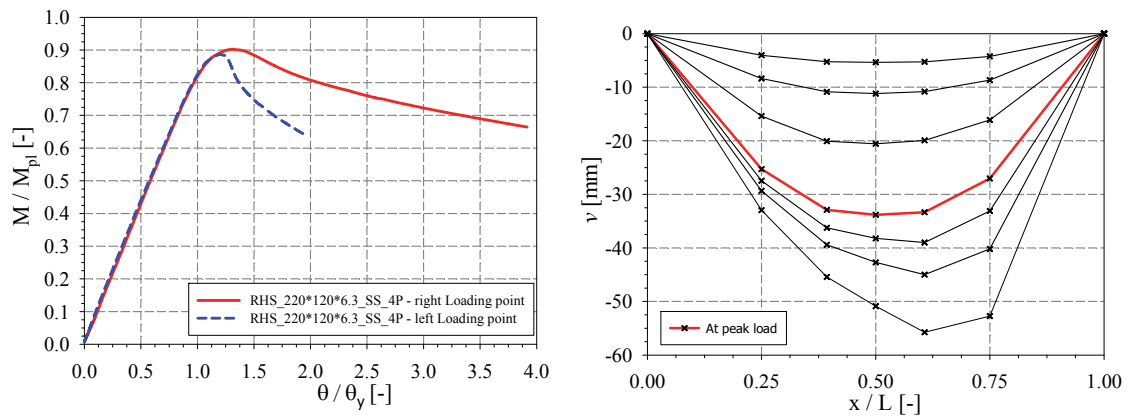 1.0
0.9
0.8
0.7
0.6
0.5
0.4
0.3
0.2
0.1
0.0
M / M_pl [-]
RHS_220*120*6.3_SS_4P - right Loading point
RHS_220*120*6.3_SS_4P - left Loading point
0.0 0.5 1.0 1.5 2.0 2.5 3.0 3.5 4.0
θ / θ_y [-]
0
-10
-20
-30
-40
-50
-60
v [mm]
At peak load
0.00 0.25 0.50 0.75 1.00
x / L [-]